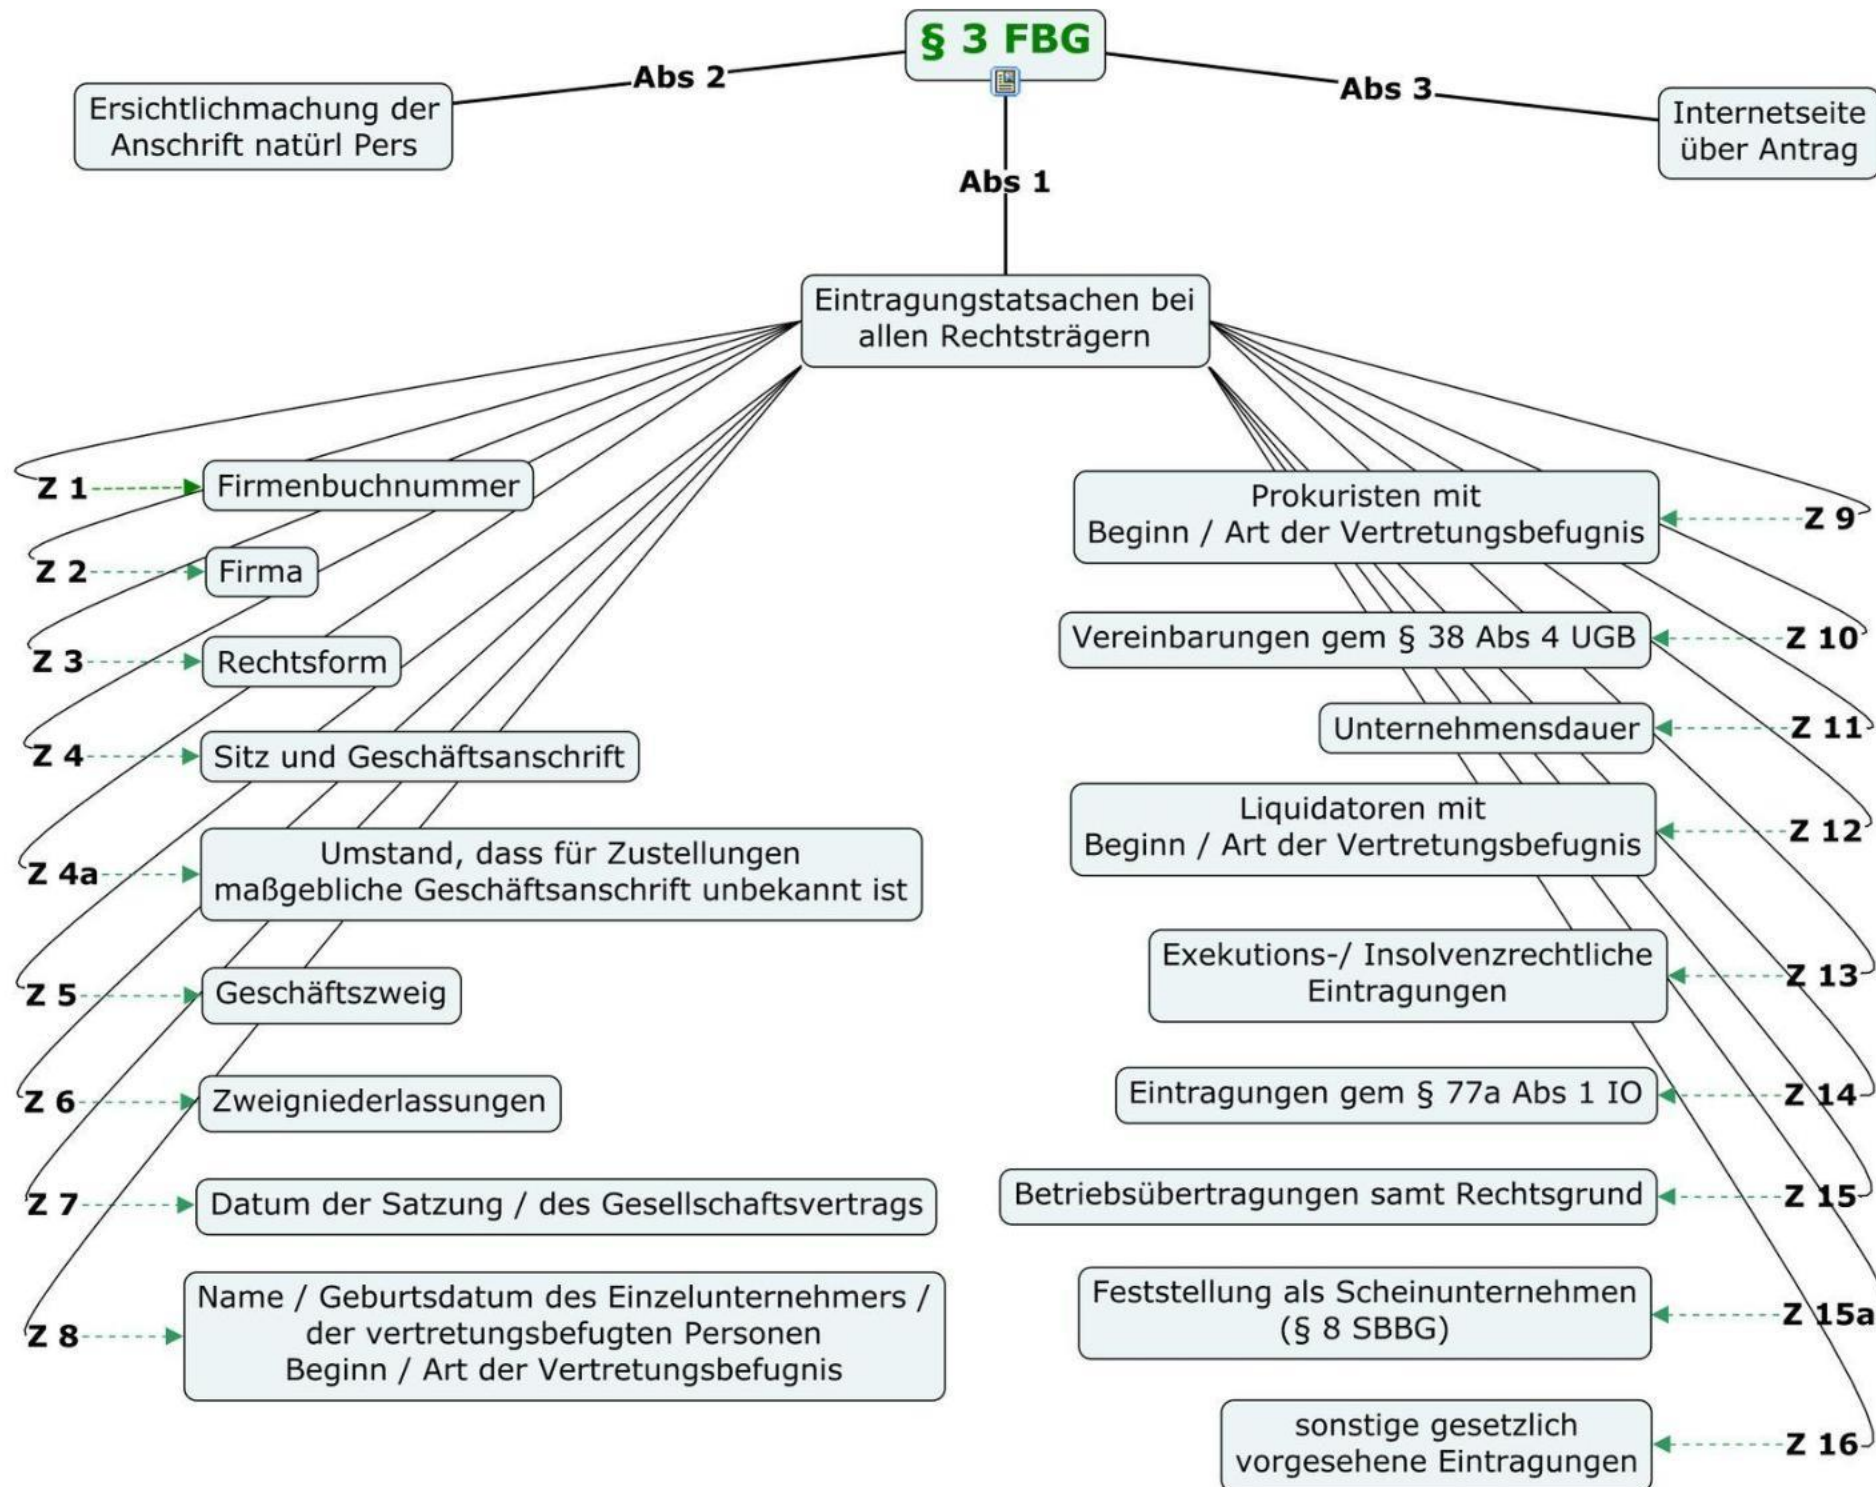 § 3 FBG
Abs 2
Abs 3
Ersichtlichmachung der
Anschrift natürl Pers
Internetseite
über Antrag
Abs 1
Eintragungstatsachen bei
allen Rechtsträgern
Z 1
Firmenbuchnummer
Z 2
Firma
Z 3
Rechtsform
Z 4
Sitz und Geschäftsanschrift
Z 4a
Umstand, dass für Zustellungen
maßgebliche Geschäftsanschrift unbekannt ist
Z 5
Geschäftszweig
Z 6
Zweigniederlassungen
Z 7
Datum der Satzung / des Gesellschaftsvertrags
Z 8
Name / Geburtsdatum des Einzelunternehmers /
der vertretungsbefugten Personen
Beginn / Art der Vertretungsbefugnis
Prokuristen mit
Beginn / Art der Vertretungsbefugnis
Z 9
Vereinbarungen gem § 38 Abs 4 UGB
Z 10
Unternehmensdauer
Z 11
Liquidatoren mit
Beginn / Art der Vertretungsbefugnis
Z 12
Exekutions-/ Insolvenzrechtliche
Eintragungen
Z 13
Eintragungen gem § 77a Abs 1 IO
Z 14
Betriebsübertragungen samt Rechtsgrund
Z 15
Feststellung als Scheinunternehmen
(§ 8 SBBG)
Z 15a
sonstige gesetzlich
vorgesehene Eintragungen
Z 16